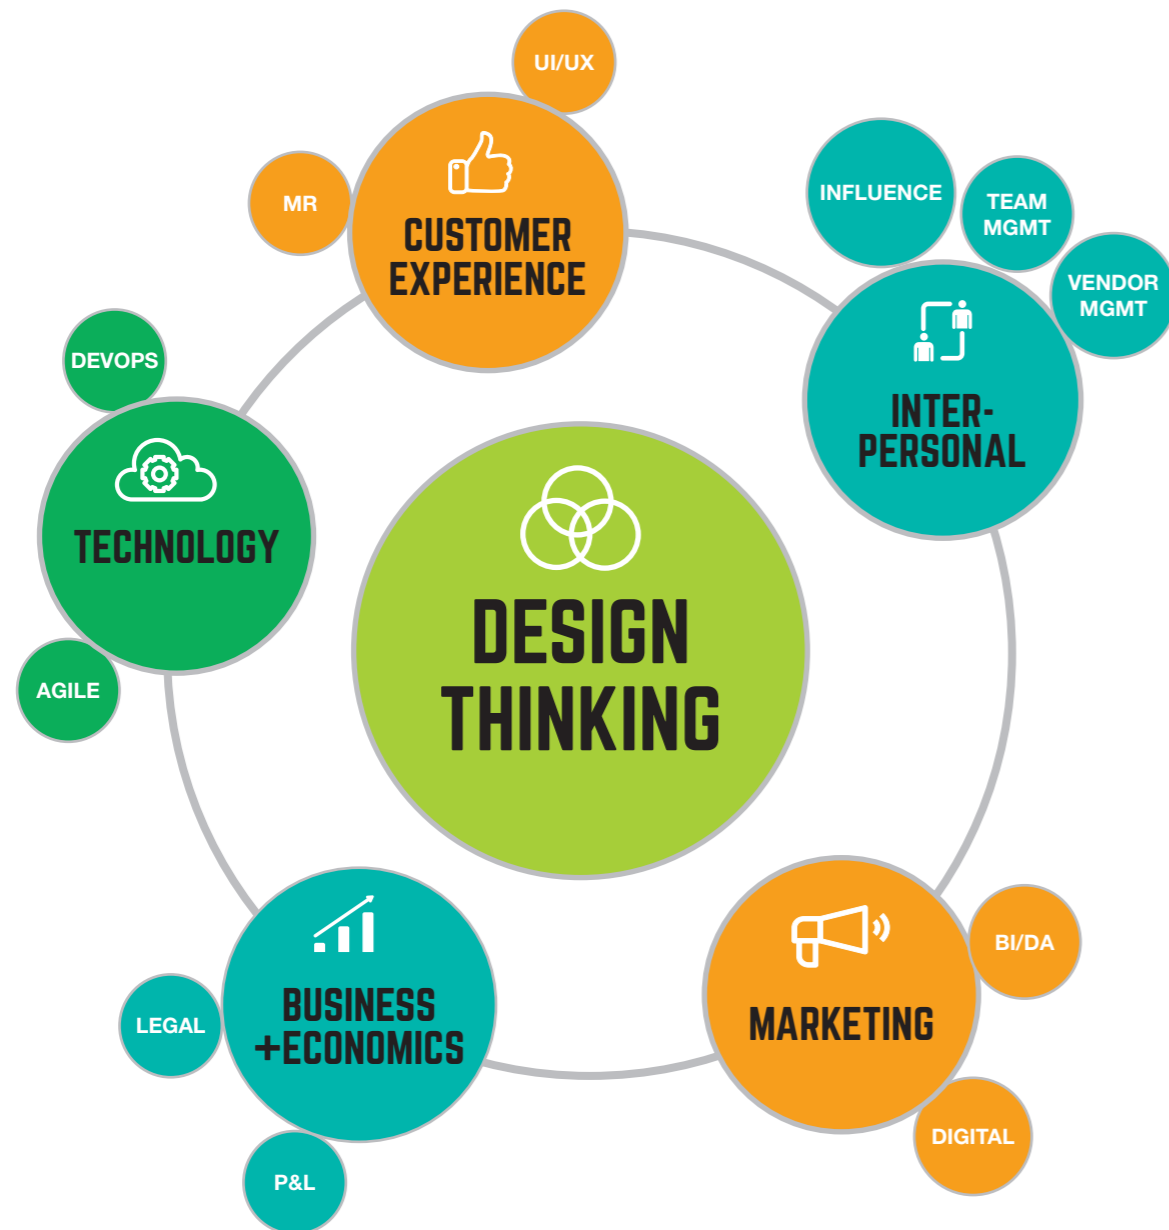 UI/UX
MR
CUSTOMER
EXPERIENCE
INFLUENCE
TEAM
MGMT
VENDOR
MGMT
INTER-
PERSONAL
DEVOPS
TECHNOLOGY
AGILE
DESIGN
THINKING
BUSINESS
+ECONOMICS
LEGAL
P&L
MARKETING
BI/DA
DIGITAL